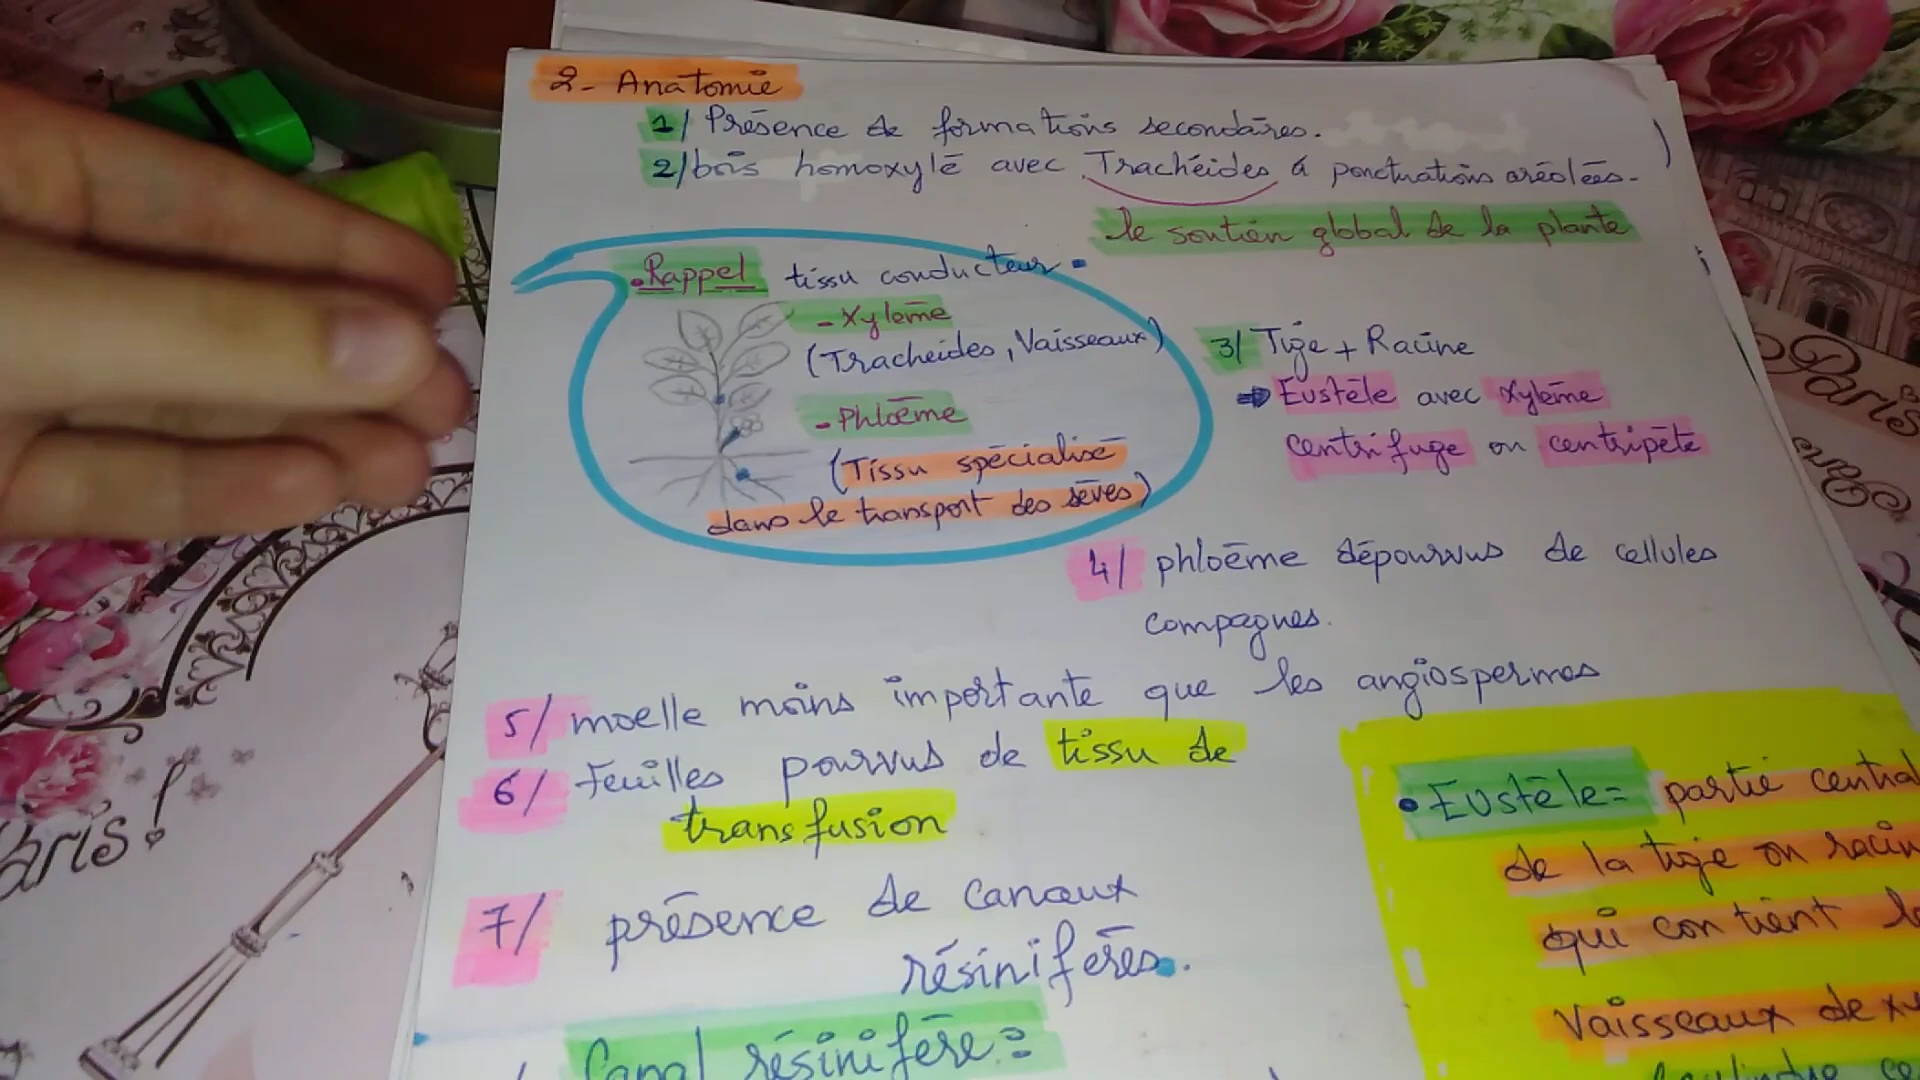 2- Anatomie
1/ Présence de formations secondaires.
2/ bois homoxylé avec Trachéides à ponctuations aréolées.
le soutien global de la plante
• Rappel tissu conducteur •
- Xylème
(Tracheides, Vaisseaux)
- Phloème
(Tissu spécialisé
dans le transport des sèves)
3/ Tige + Racine
⇒ Eustèle avec xylème
centrifuge ou centripète
4/ phloème dépourvus de cellules
compagnes.
5/ moelle moins importante que les angiospermes
6/ Feuilles pourvus de tissu de
transfusion
7/ présence de canaux
résinifères.
Canal résinifère =
• Eustèle = partie
de la tige ou
qui contient
Vaisseaux de
Paris !
Paris